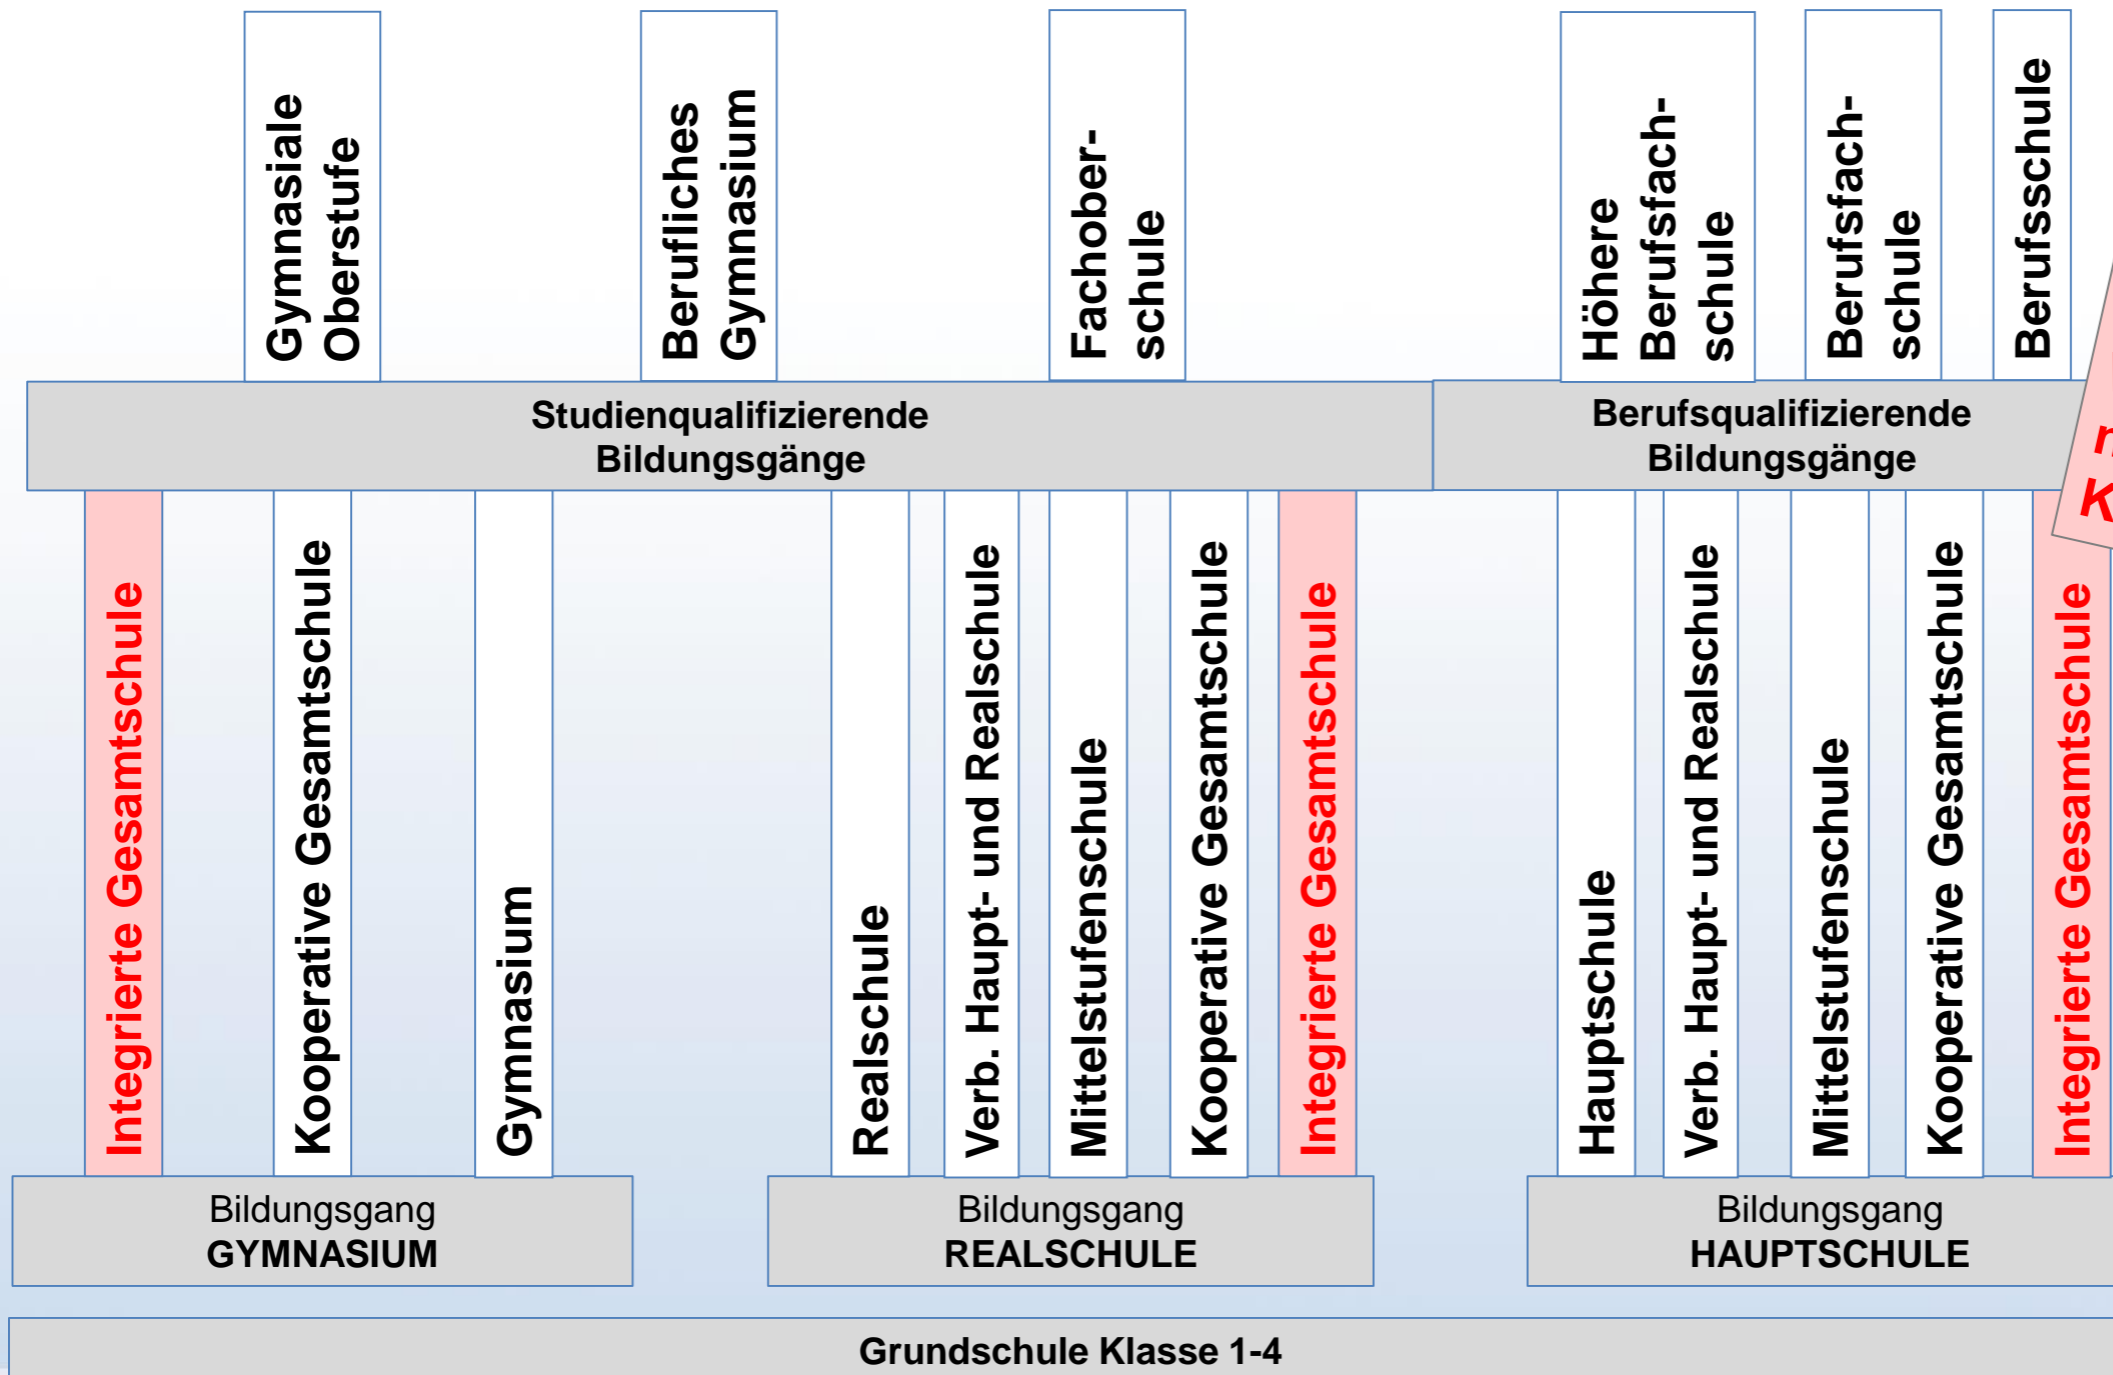 Gymnasiale
Oberstufe
Berufliches
Gymnasium
Fachober-
schule
Höhere
Berufsfach-
schule
Berufsfach-
schule
Berufsschule
Studienqualifizierende
Bildungsgänge
Berufsqualifizierende
Bildungsgänge
Integrierte Gesamtschule
Kooperative Gesamtschule
Gymnasium
Realschule
Verb. Haupt- und Realschule
Mittelstufenschule
Kooperative Gesamtschule
Integrierte Gesamtschule
Hauptschule
Verb. Haupt- und Realschule
Mittelstufenschule
Kooperative Gesamtschule
Integrierte Gesamtschule
Bildungsgang
GYMNASIUM
Bildungsgang
REALSCHULE
Bildungsgang
HAUPTSCHULE
Grundschule Klasse 1-4